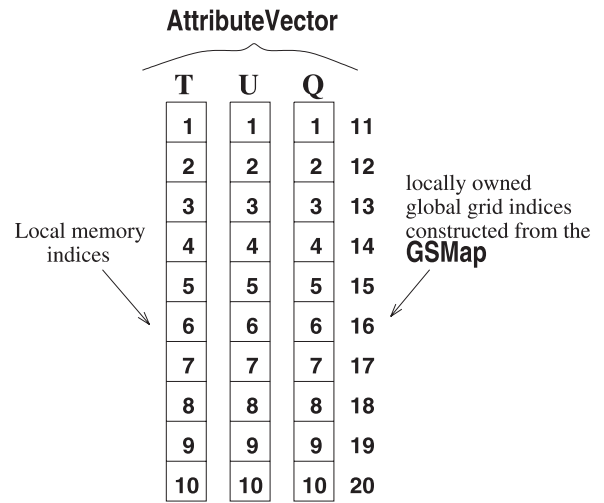 AttributeVector
T U Q
1 1 1 11
2 2 2 12
3 3 3 13
4 4 4 14
5 5 5 15
6 6 6 16
7 7 7 17
8 8 8 18
9 9 9 19
10 10 10 20
Local memory
indices
locally owned
global grid indices
constructed from the
GSMap